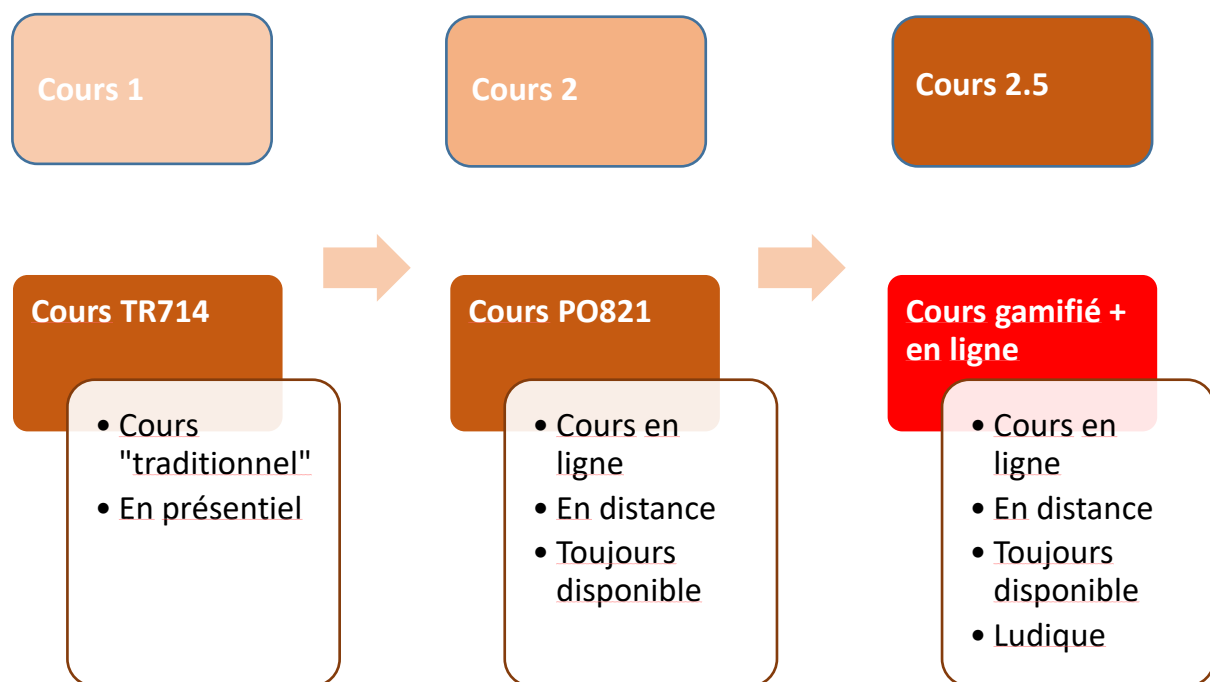 Cours 1
Cours 2
Cours 2.5
Cours TR714
• Cours
"traditionnel"
• En présentiel
Cours PO821
• Cours en
ligne
• En distance
• Toujours
disponible
Cours gamifié +
en ligne
• Cours en
ligne
• En distance
• Toujours
disponible
• Ludique